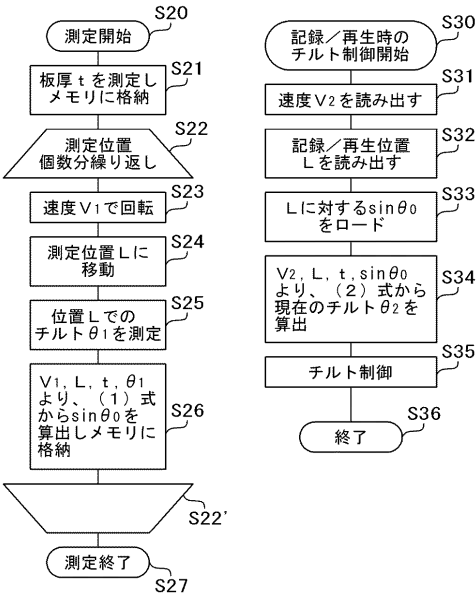 S20
測定開始
S21
板厚tを測定し
メモリに格納
S22
測定位置
個数分繰り返し
S23
速度V1で回転
S24
測定位置Lに
移動
S25
位置Lでの
チルトθ1を測定
S26
V1, L, t, θ1
より、(1)式
からsinθ0を
算出しメモリに
格納
S22'
測定終了
S27
S30
記録/再生時の
チルト制御開始
S31
速度V2を読み出す
S32
記録/再生位置
Lを読み出す
S33
Lに対するsinθ0
をロード
S34
V2, L, t, sinθ0
より、(2)式から
現在のチルトθ2を
算出
S35
チルト制御
S36
終了